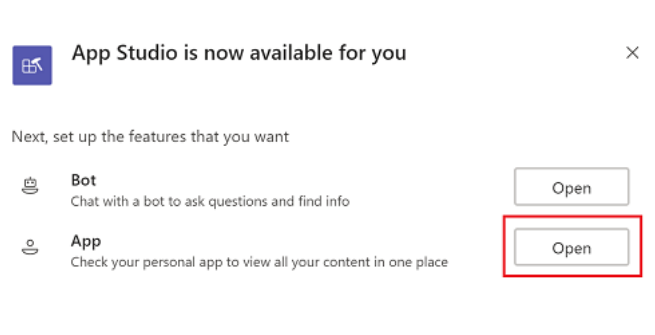 App Studio is now available for you
Next, set up the features that you want
Bot
Chat with a bot to ask questions and find info
Open
App
Check your personal app to view all your content in one place
Open